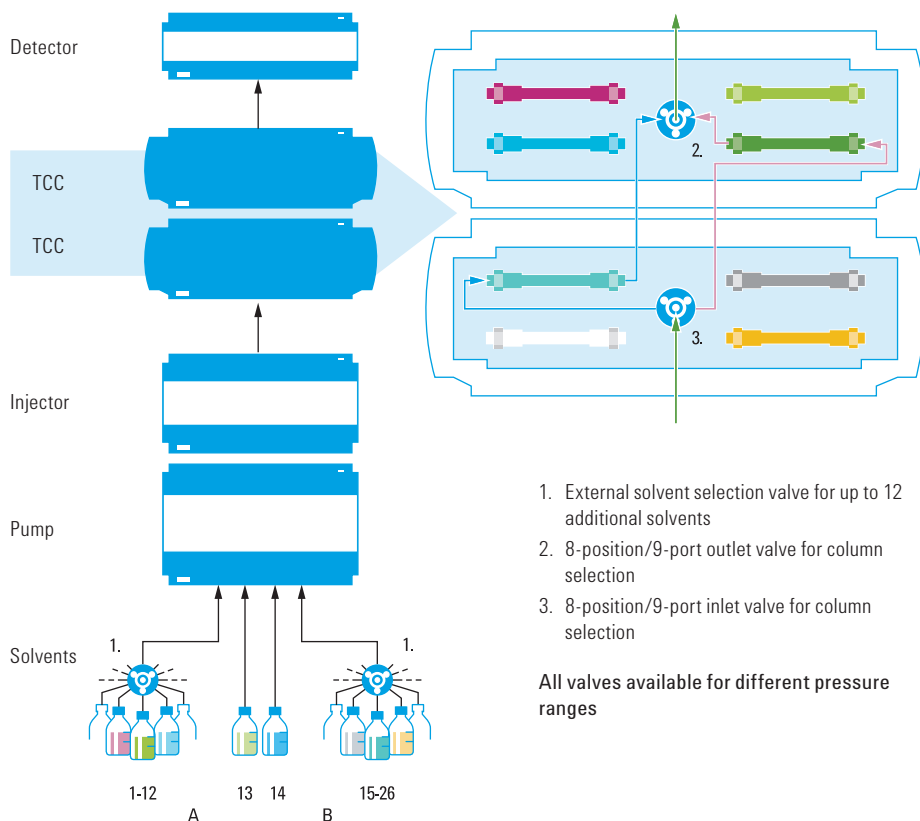 Detector
TCC
TCC
Injector
Pump
Solvents
1.
1.
1-12
13
14
15-26
A
B
2.
3.
1. External solvent selection valve for up to 12
additional solvents
2. 8-position/9-port outlet valve for column
selection
3. 8-position/9-port inlet valve for column
selection
All valves available for different pressure
ranges